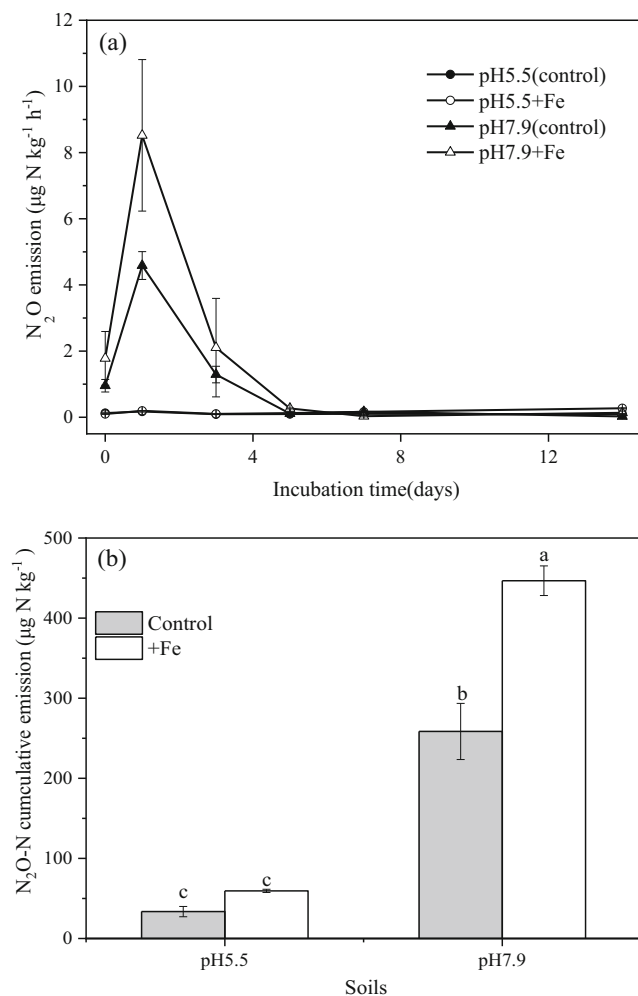 (a)
12
10
8
6
4
2
0
N₂O emission (µg N kg⁻¹ h⁻¹)
pH5.5(control)
pH5.5+Fe
pH7.9(control)
pH7.9+Fe
0 4 8 12
Incubation time(days)
(b)
500
400
300
250
200
100
0
N₂O-N cumculative emission (µg N kg⁻¹)
Control
+Fe
c c b a
pH5.5 pH7.9
Soils